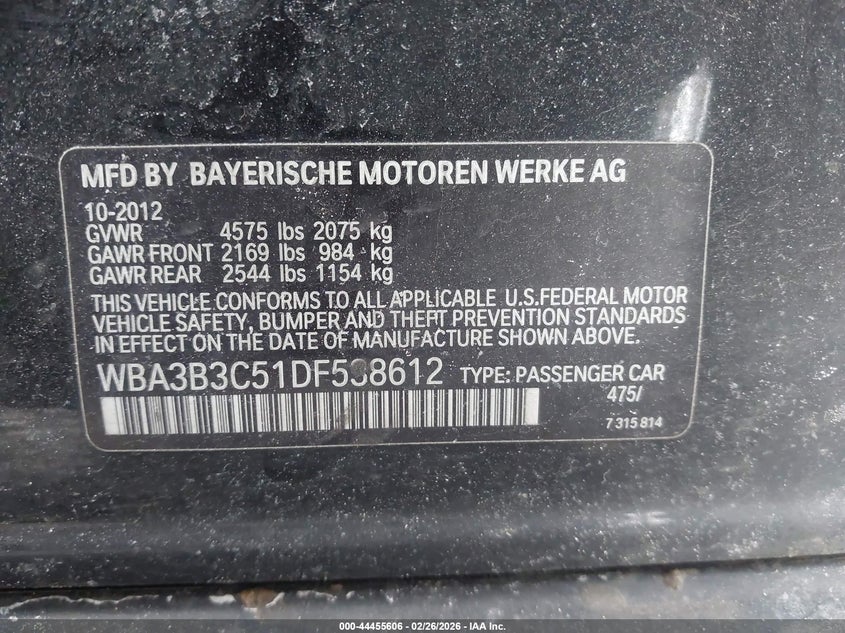 MFD BY BAYERISCHE MOTOREN WERKE AG
10-2012
GVWR 4575 lbs 2075 kg
GAWR FRONT 2169 lbs 984 kg
GAWR REAR 2544 lbs 1154 kg
THIS VEHICLE CONFORMS TO ALL APPLICABLE U.S.FEDERAL MOTOR
VEHICLE SAFETY, BUMPER AND THEFT PREVENTION STANDARDS
IN EFFECT ON THE DATE OF MANUFACTURE SHOWN ABOVE.
WBA3B3C51DF538612 TYPE: PASSENGER CAR
475/
7 315 814
000-44455606 - 02/26/2026 - IAA Inc.